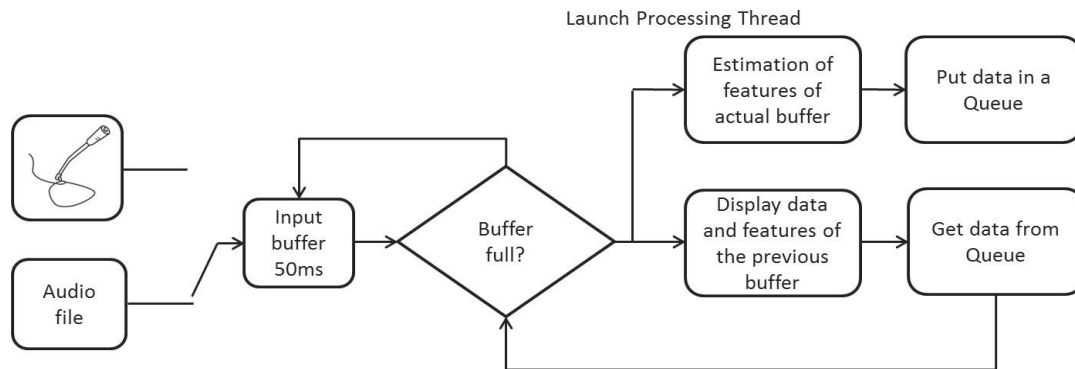 Launch Processing Thread
Estimation of
features of
actual buffer
Put data in a
Queue
Input
buffer
50ms
Buffer
full?
Display data
and features of
the previous
buffer
Get data from
Queue
Audio
file